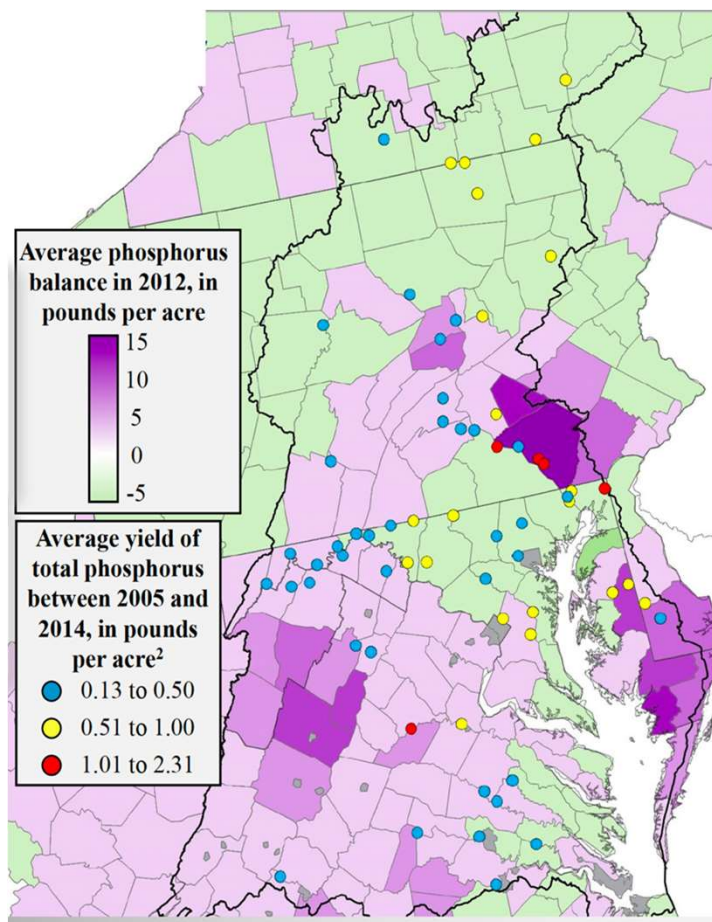 Average phosphorus
balance in 2012, in
pounds per acre
15
10
5
0
-5
Average yield of
total phosphorus
between 2005 and
2014, in pounds
per acre2
0.13 to 0.50
0.51 to 1.00
1.01 to 2.31